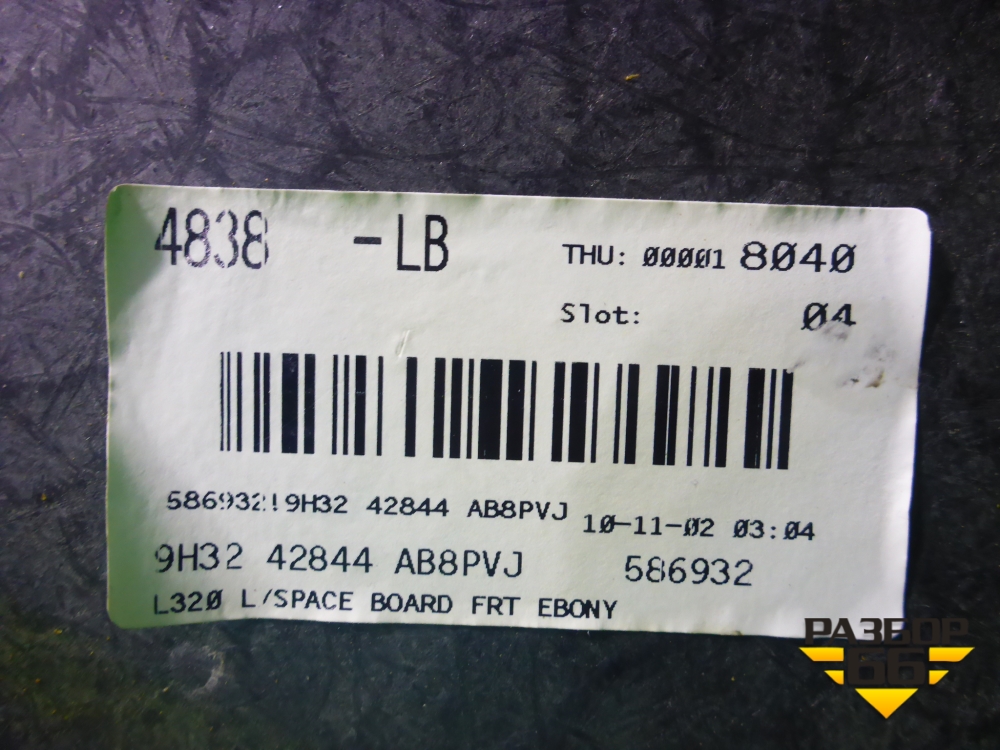 4838 -LB THU: 00001 8040
Slot: 04
586932!9H32 42844 AB8PVJ 10-11-02 03:04
9H32 42844 AB8PVJ 586932
L320 L/SPACE BOARD FRT EBONY
РАЗБОР
66